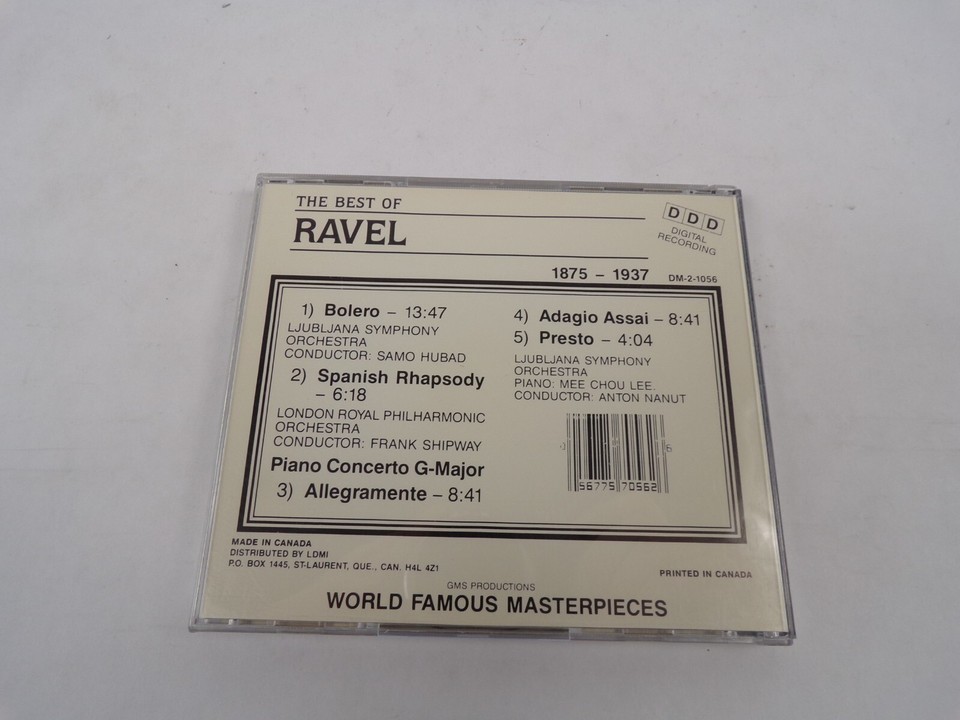 THE BEST OF
RAVEL
DDD
DIGITAL
RECORDING
1875 – 1937
DM-2-1056
1) Bolero – 13:47
LJUBLJANA SYMPHONY
ORCHESTRA
CONDUCTOR: SAMO HUBAD
2) Spanish Rhapsody
– 6:18
LONDON ROYAL PHILHARMONIC
ORCHESTRA
CONDUCTOR: FRANK SHIPWAY
Piano Concerto G-Major
3) Allegramente – 8:41
4) Adagio Assai – 8:41
5) Presto – 4:04
LJUBLJANA SYMPHONY
ORCHESTRA
PIANO: MEE CHOU LEE.
CONDUCTOR: ANTON NANUT
56775 70562 6
MADE IN CANADA
DISTRIBUTED BY LDMI
P.O. BOX 1445, ST-LAURENT, QUE., CAN. H4L 4Z1
PRINTED IN CANADA
GMS PRODUCTIONS
WORLD FAMOUS MASTERPIECES